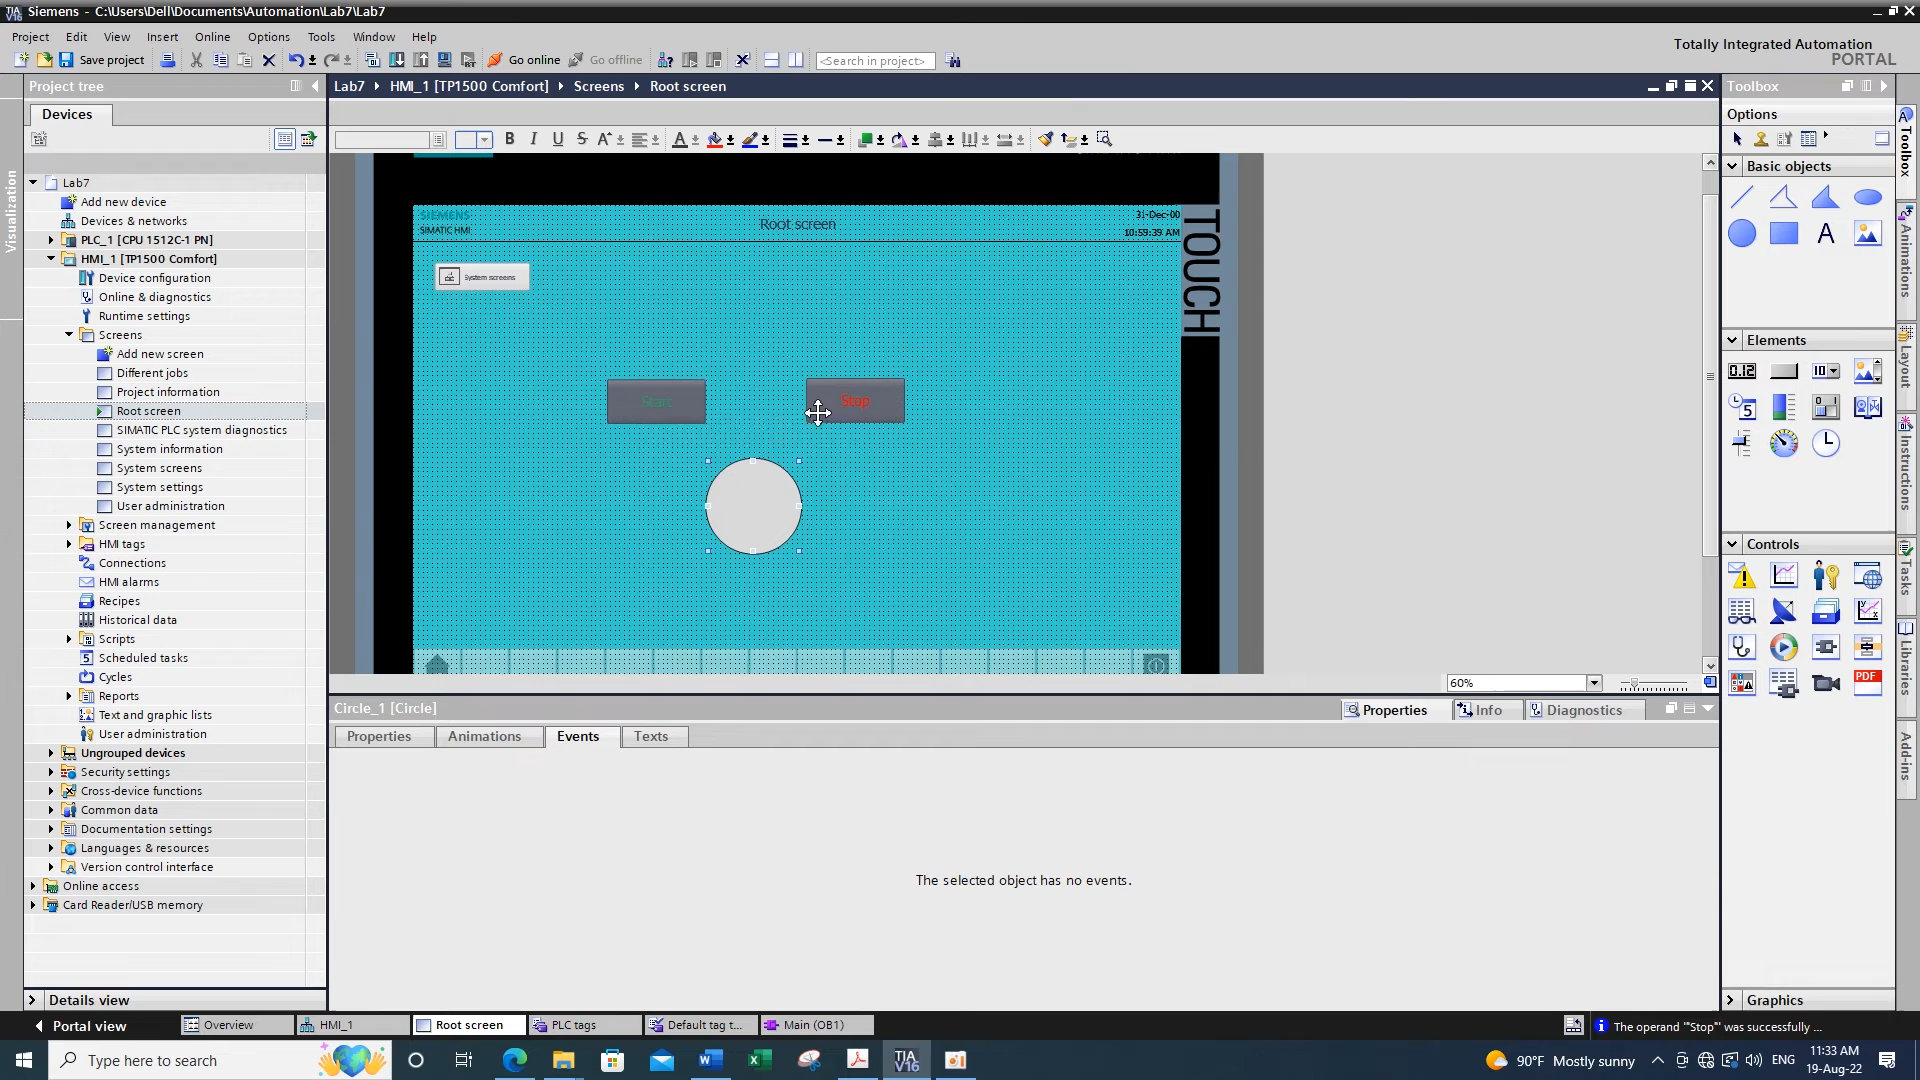 Siemens - C:\Users\Dell\Documents\Automation\Lab7\Lab7
Project Edit View Insert Online Options Tools Window Help
Totally Integrated Automation
PORTAL
Save project
Go online
Go offline
<Search in project>
Project tree
Lab7 HMI_1 [TP1500 Comfort] Screens Root screen
Toolbox
Devices
Options
Visualization
Basic objects
Lab7
Add new device
Devices & networks
PLC_1 [CPU 1512C-1 PN]
HMI_1 [TP1500 Comfort]
Device configuration
Online & diagnostics
Runtime settings
Screens
Add new screen
Different jobs
Project information
Root screen
SIMATIC PLC system diagnostics
System information
System screens
System settings
User administration
Screen management
HMI tags
Connections
HMI alarms
Recipes
Historical data
Scripts
Scheduled tasks
Cycles
Reports
Text and graphic lists
User administration
Ungrouped devices
Security settings
Cross-device functions
Common data
Documentation settings
Languages & resources
Version control interface
Online access
Card Reader/USB memory
Details view
SIEMENS
SIMATIC HMI
Root screen
31-Dec-00
10:59:39 AM
TOUCH
System screens
Start
Stop
60%
Circle_1 [Circle]
Properties Info Diagnostics
Properties Animations Events Texts
The selected object has no events.
Elements
Controls
PDF
Graphics
Toolbox
Animations
Layout
Instructions
Tasks
Libraries
Add-ins
Portal view
Overview
HMI_1
Root screen
PLC tags
Default tag t...
Main (OB1)
The operand '"Stop"' was successfully ...
Type here to search
90°F Mostly sunny
ENG
11:33 AM
19-Aug-22